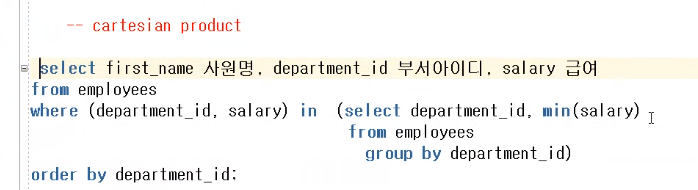 -- cartesian product
select first_name 사원명, department_id 부서아이디, salary 급여
from employees
where (department_id, salary) in (select department_id, min(salary)
from employees
group by department_id)
order by department_id;